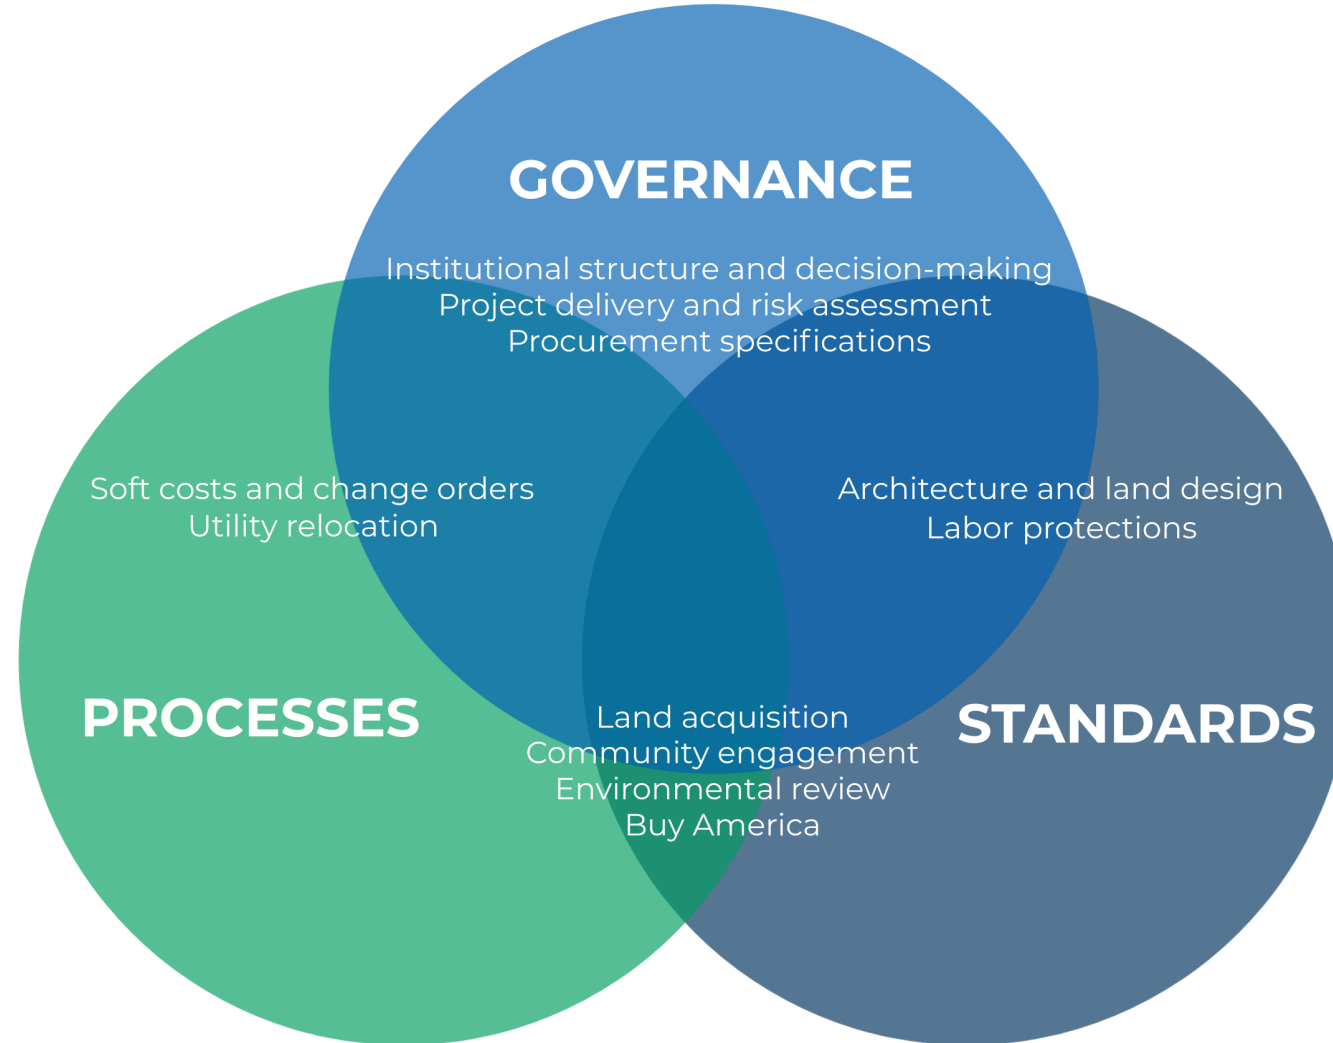 GOVERNANCE
Institutional structure and decision-making
Project delivery and risk assessment
Procurement specifications
Soft costs and change orders
Utility relocation
Architecture and land design
Labor protections
PROCESSES
Land acquisition
Community engagement
Environmental review
Buy America
STANDARDS